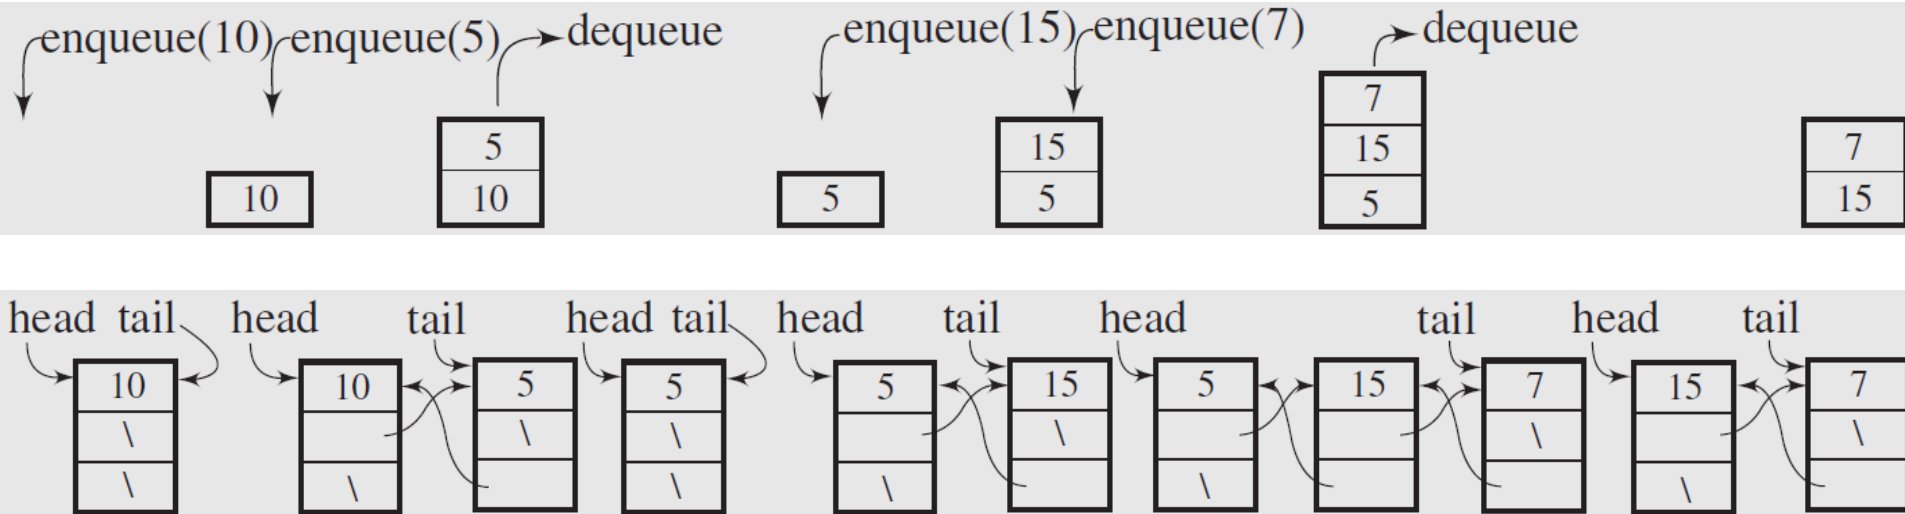 enqueue(10) enqueue(5) dequeue enqueue(15) enqueue(7) dequeue
7
5 15 15 7
10 10 5 5 5 15
head tail head tail head tail head tail head tail head tail
10 10 5 5 5 15 5 15 7 15 7
\ \ \ \ \ \
\ \ \ \ \ \